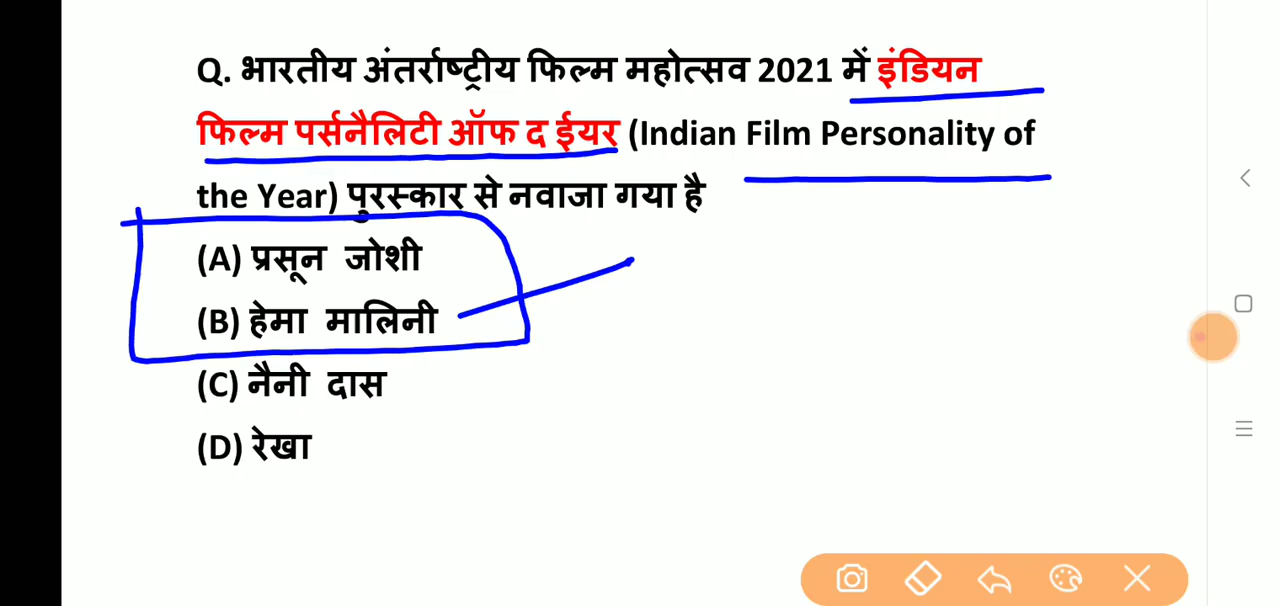 Q. भारतीय अंतर्राष्ट्रीय फिल्म महोत्सव 2021 में इंडियन
फिल्म पर्सनैलिटी ऑफ द ईयर (Indian Film Personality of
the Year) पुरस्कार से नवाजा गया है
(A) प्रसून जोशी
(B) हेमा मालिनी
(C) नैनी दास
(D) रेखा